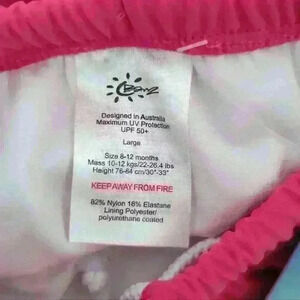 Banz
Designed in Australia
Maximum UV Protection
UPF 50+
Large
Size 8-12 months
Mass 10-12 kgs/22-26.4 lbs
Height 76-84 cm/30"-33"
KEEP AWAY FROM FIRE
82% Nylon 18% Elastane
Lining Polyester/
polyurethane coated